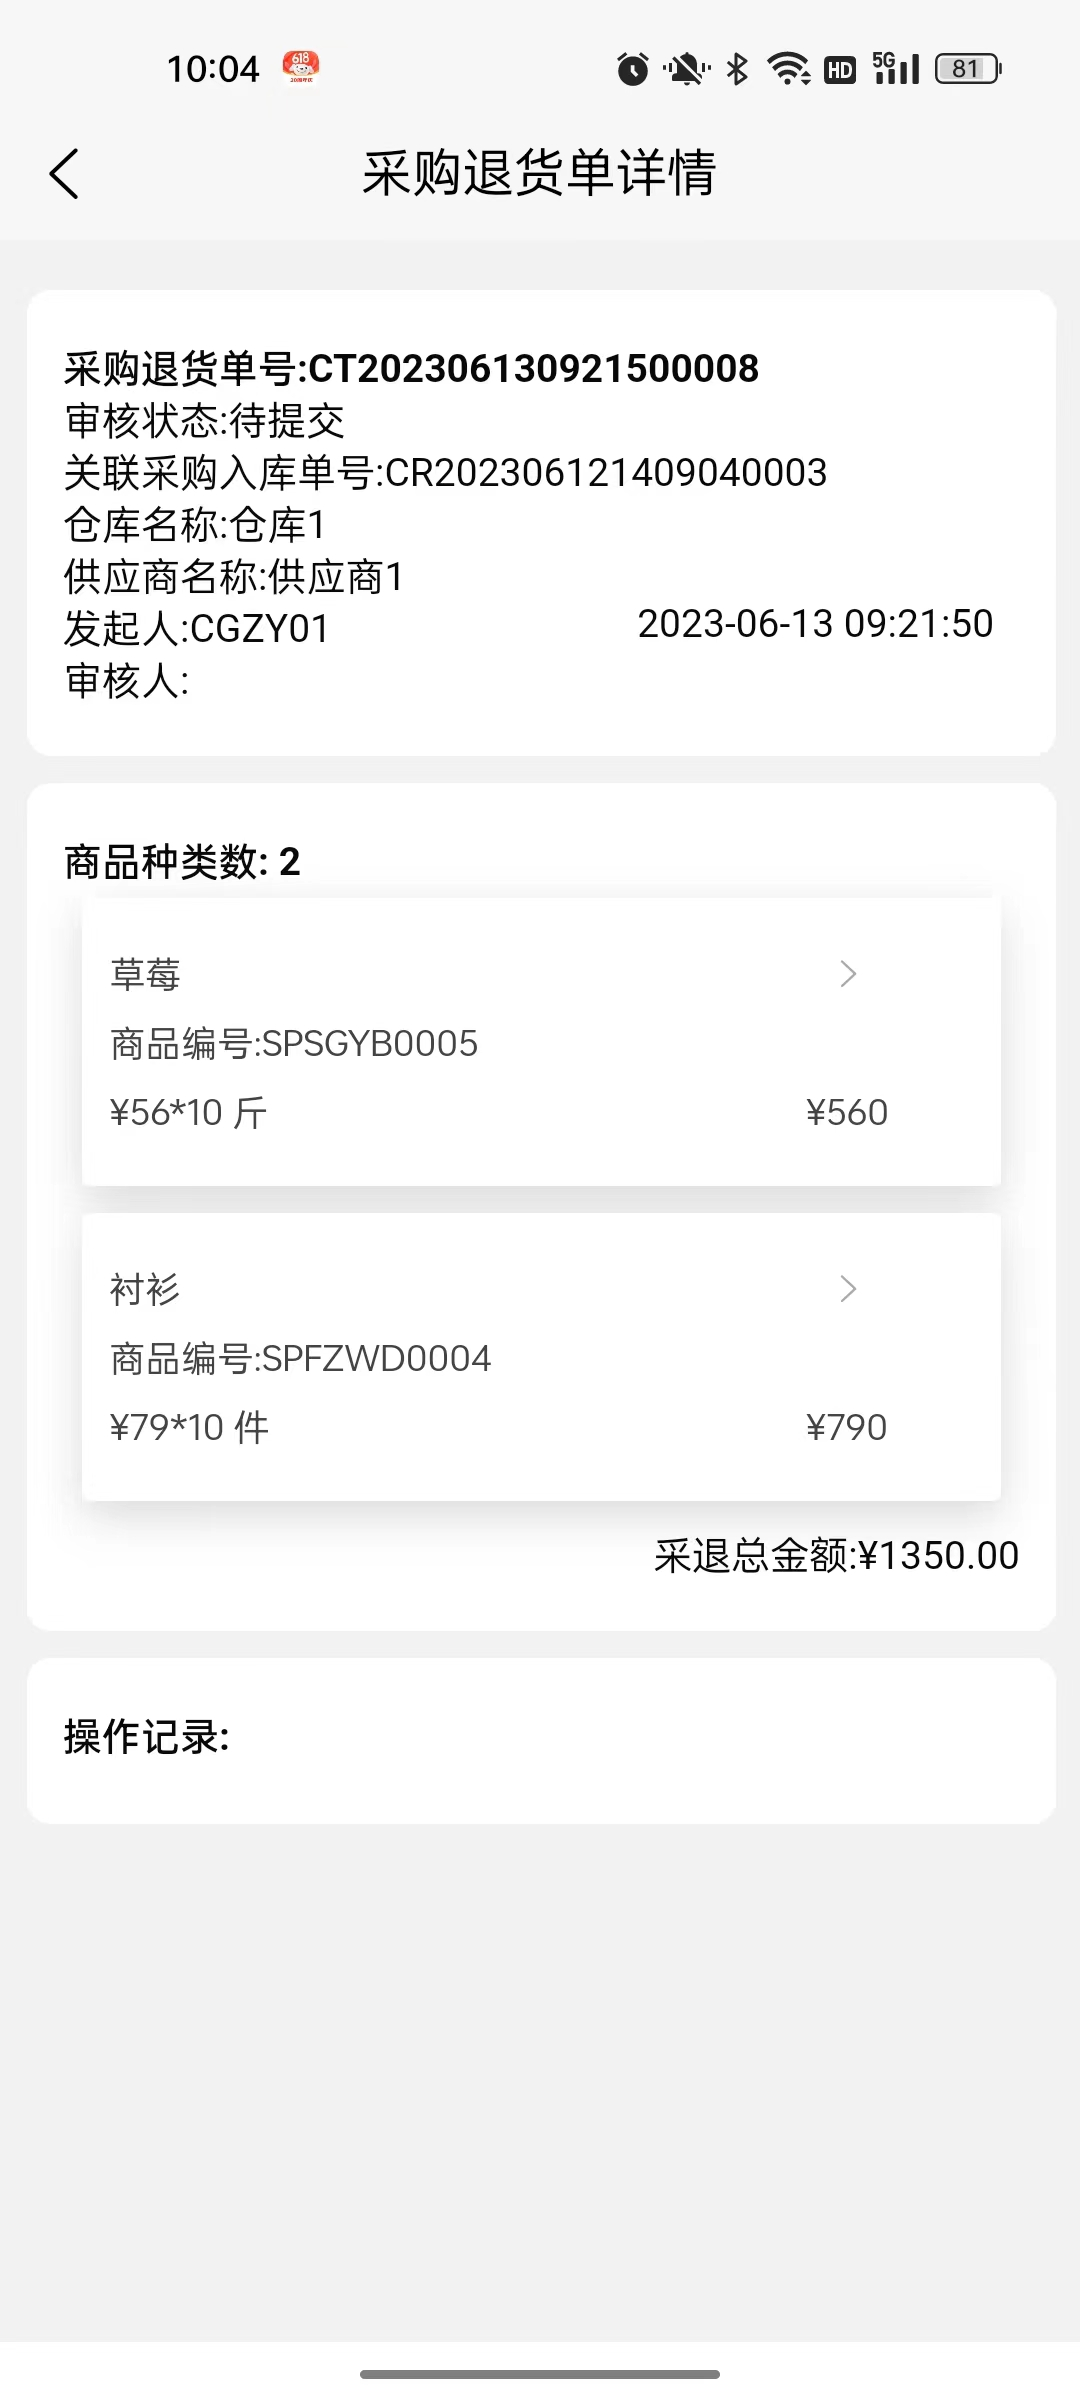 10:04
618
HD
5G
81
采购退货单详情
采购退货单号:CT202306130921500008
审核状态:待提交
关联采购入库单号:CR202306121409040003
仓库名称:仓库1
供应商名称:供应商1
发起人:CGZY01
2023-06-13 09:21:50
审核人:
商品种类数: 2
草莓
商品编号:SPSGYB0005
¥56*10 斤
¥560
衬衫
商品编号:SPFZWD0004
¥79*10 件
¥790
采退总金额:¥1350.00
操作记录: